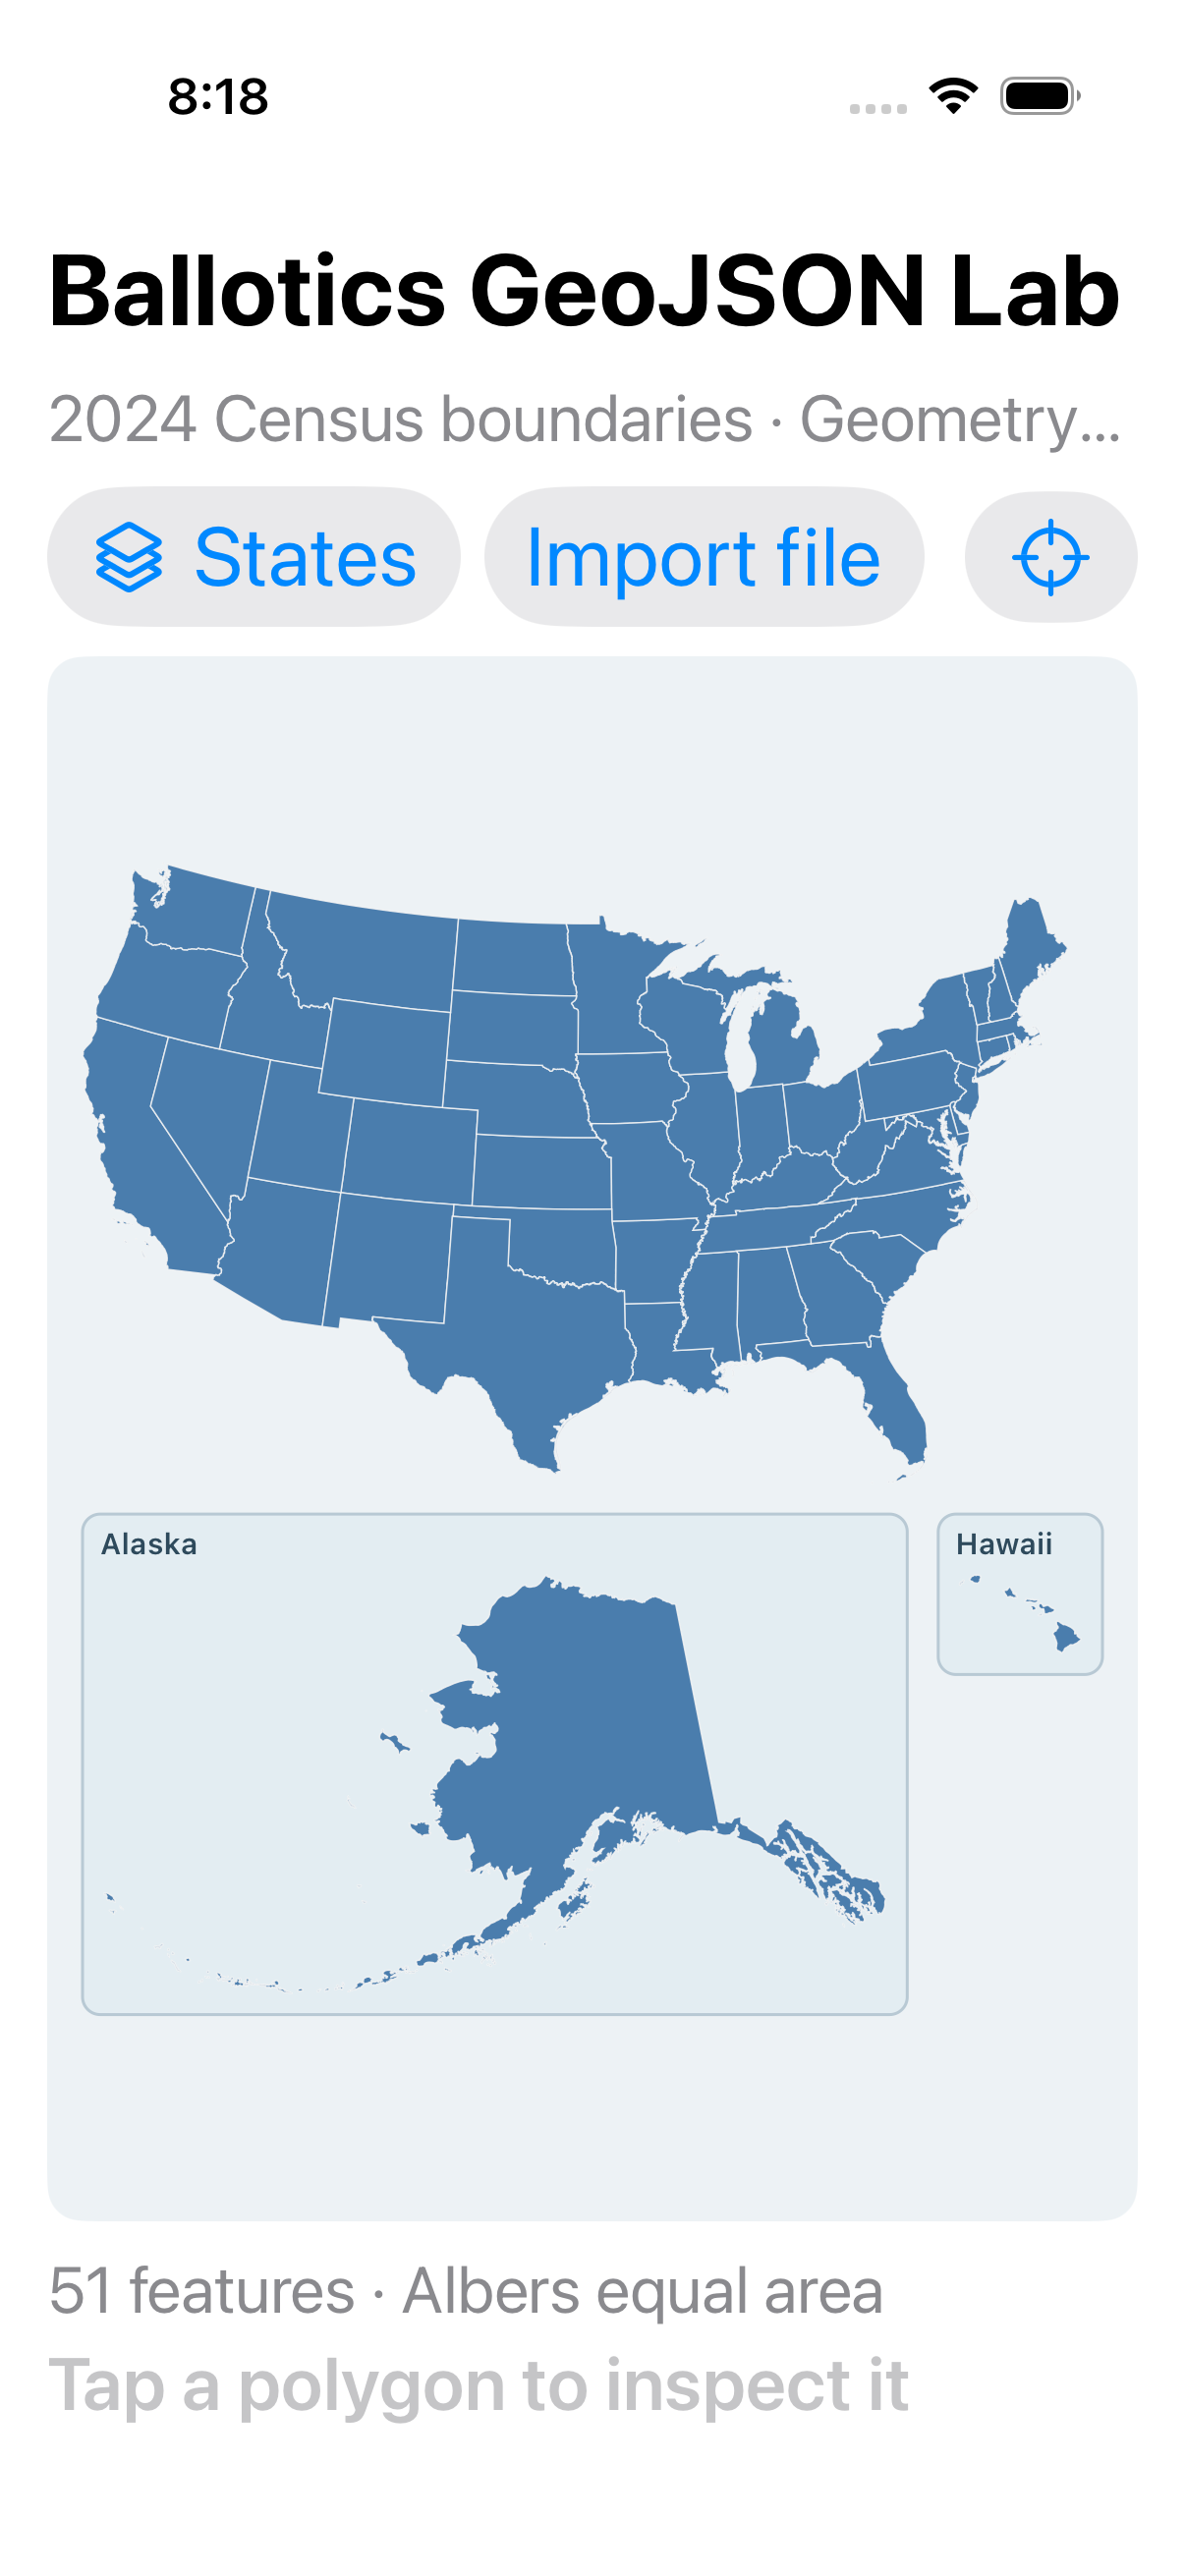 8:18
Ballotics GeoJSON Lab
2024 Census boundaries · Geometry...
States
Import file
Alaska
Hawaii
51 features · Albers equal area
Tap a polygon to inspect it